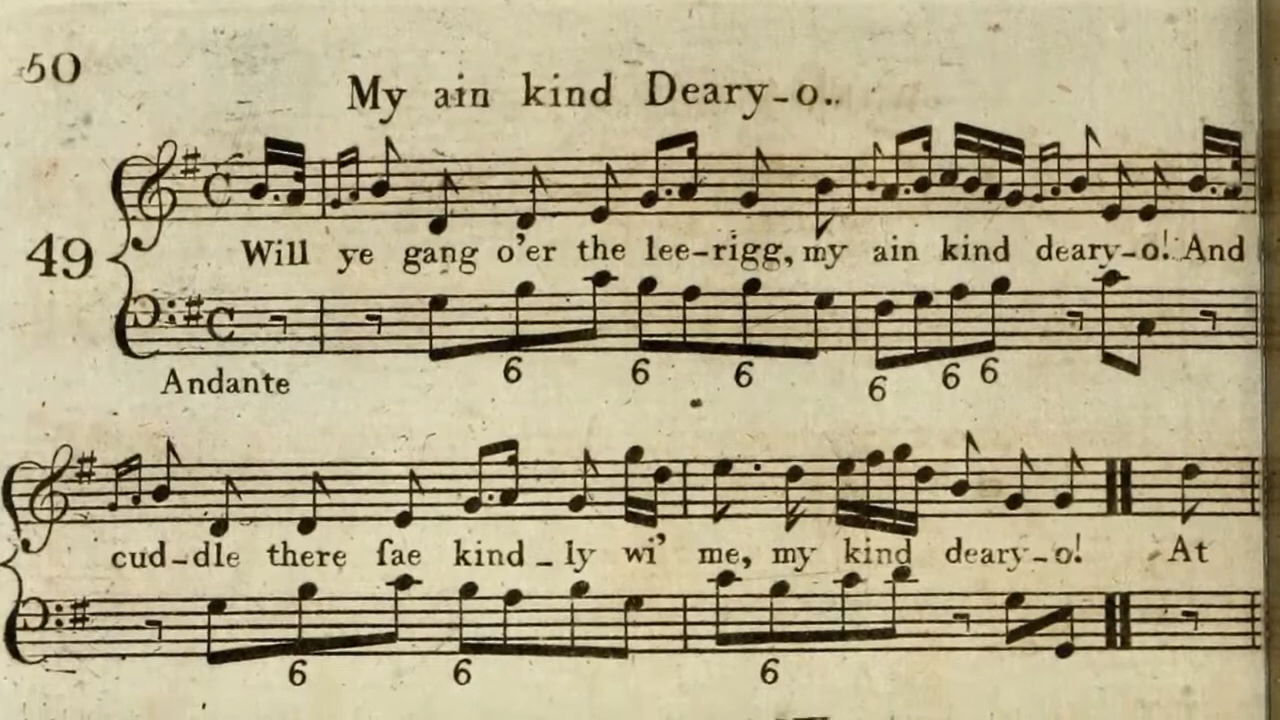 50
My ain kind Deary-o..
49
Will ye gang o'er the lee-rigg, my ain kind deary-o! And
6 6 6 6 6 6
Andante
cud-dle there ſae kind-ly wi' me, my kind deary-o! At
6 6 6